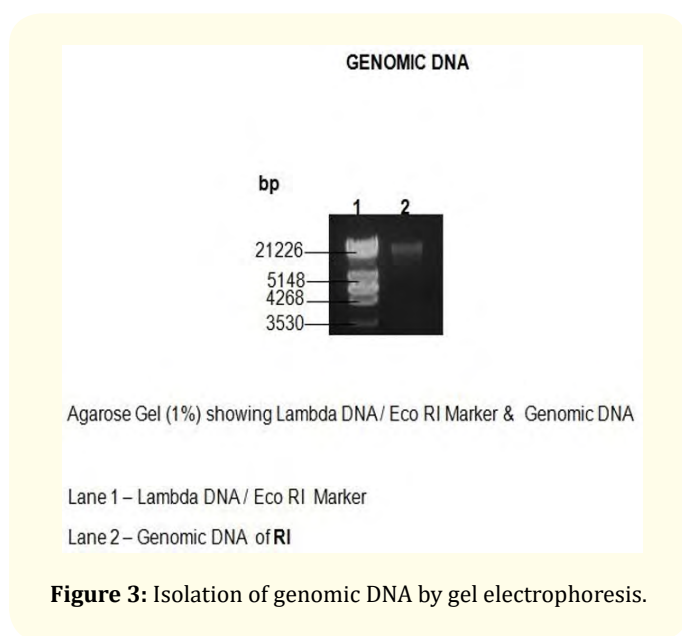 GENOMIC DNA
bp
1 2
21226
5148
4268
3530
Agarose Gel (1%) showing Lambda DNA / Eco RI Marker & Genomic DNA
Lane 1 – Lambda DNA / Eco RI Marker
Lane 2 – Genomic DNA of RI
Figure 3: Isolation of genomic DNA by gel electrophoresis.